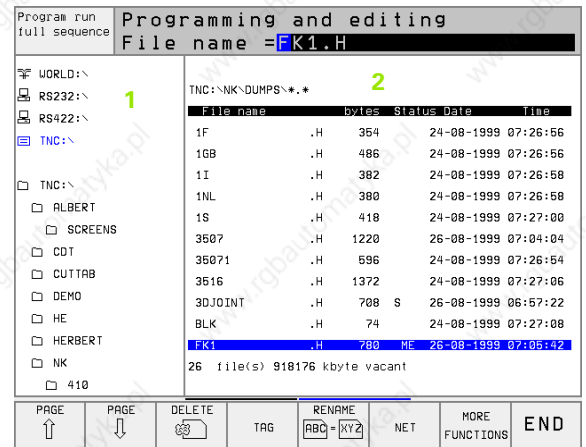 Program run
full sequence
Programming and editing
File name =FK1.H
WORLD:\
RS232:\
RS422:\
TNC:\
TNC:\
ALBERT
SCREENS
CDT
CUTTAB
DEMO
HE
HERBERT
NK
410
1
2
TNC:\NK\DUMPS\*.*
File name bytes Status Date Time
1F .H 354 24-08-1999 07:26:56
1GB .H 486 24-08-1999 07:26:56
1I .H 382 24-08-1999 07:26:58
1NL .H 380 24-08-1999 07:26:58
1S .H 418 24-08-1999 07:27:00
3507 .H 1220 26-08-1999 07:04:04
35071 .H 596 24-08-1999 07:26:54
3516 .H 1372 24-08-1999 07:27:06
3DJOINT .H 708 S 26-08-1999 06:57:22
BLK .H 74 24-08-1999 07:27:08
FK1 .H 780 ME 26-08-1999 07:05:42
26 file(s) 918176 kbyte vacant
PAGE
PAGE
DELETE
TAG
RENAME
ABC = XYZ
NET
MORE
FUNCTIONS
END
www.rgbautomatyka.pl